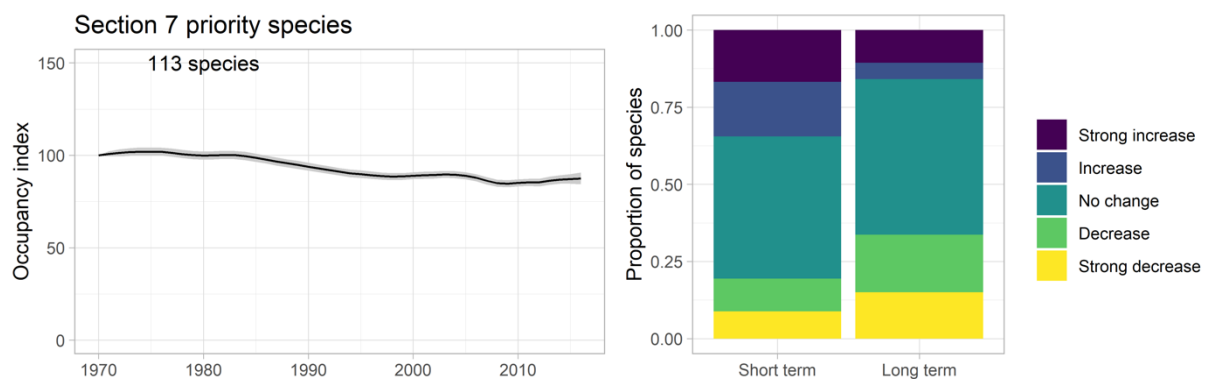 Section 7 priority species
113 species
150
100
50
0
Occupancy index
1970 1980 1990 2000 2010
1.00
0.75
0.50
0.25
0.00
Proportion of species
Short term Long term
Strong increase
Increase
No change
Decrease
Strong decrease